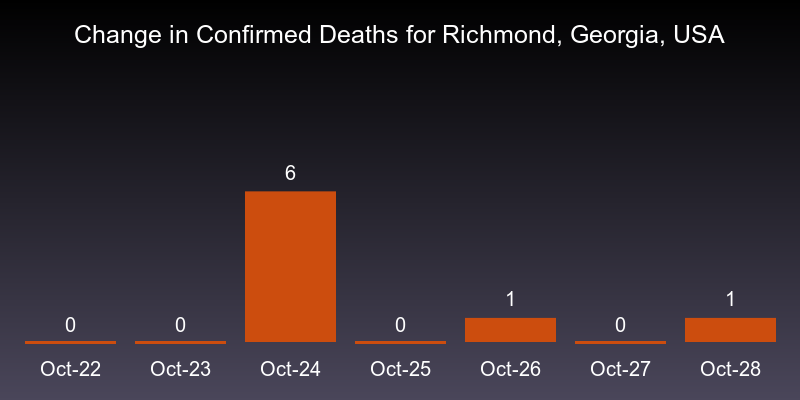 Change in Confirmed Deaths for Richmond, Georgia, USA
6
1
1
0
0
0
0
Oct-22
Oct-23
Oct-24
Oct-25
Oct-26
Oct-27
Oct-28